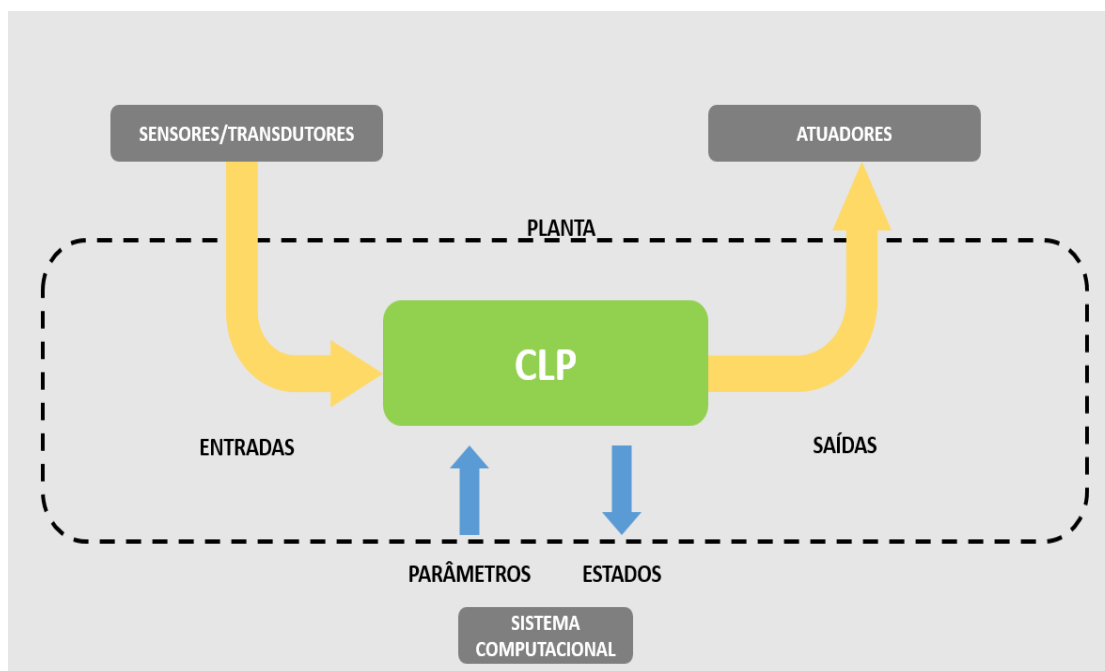 SENSORES/TRANSDUTORES
ATUADORES
PLANTA
CLP
ENTRADAS
SAÍDAS
PARÂMETROS
ESTADOS
SISTEMA
COMPUTACIONAL